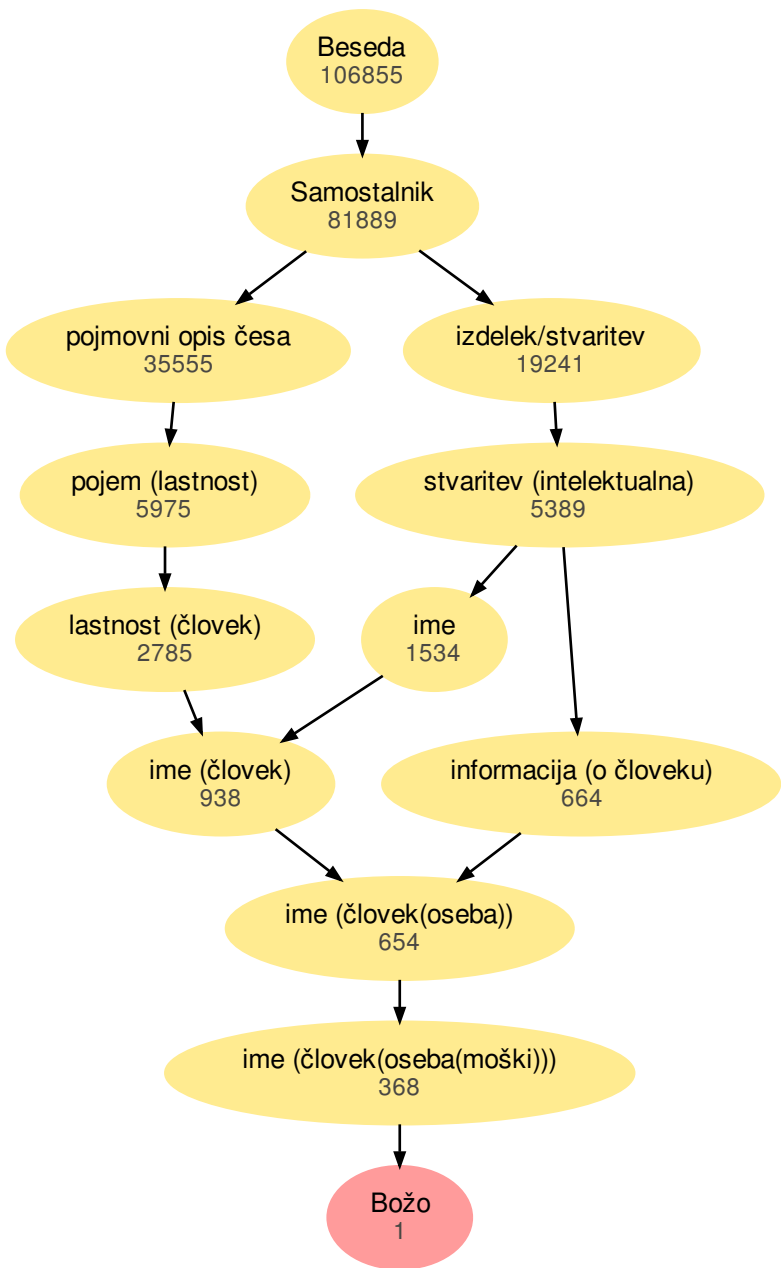 Beseda
106855
Samostalnik
81889
pojmovni opis česa
35555
izdelek/stvaritev
19241
pojem (lastnost)
5975
stvaritev (intelektualna)
5389
lastnost (človek)
2785
ime
1534
ime (človek)
938
informacija (o človeku)
664
ime (človek(oseba))
654
ime (človek(oseba(moški)))
368
Božo
1